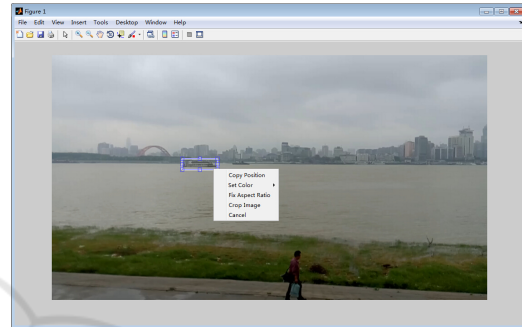 Figure 1
File Edit View Insert Tools Desktop Window Help
Copy Position
Set Color
Fix Aspect Ratio
Crop Image
Cancel